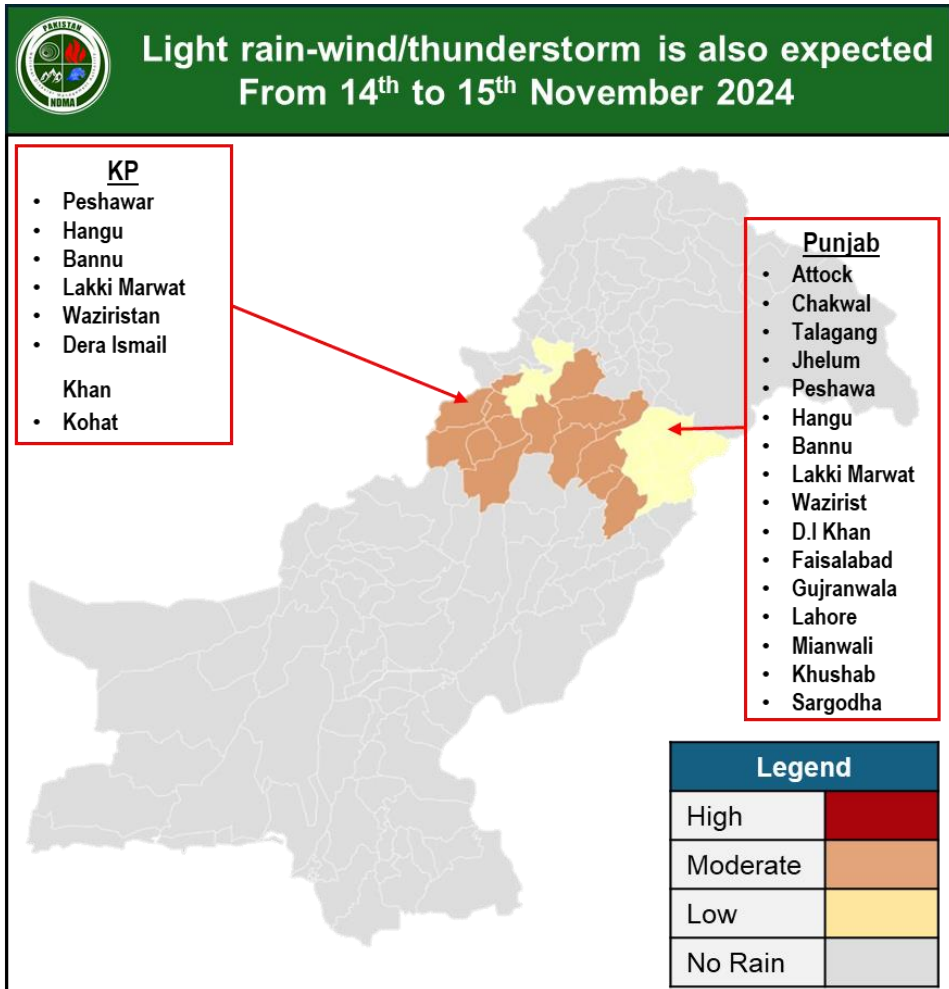 PAKISTAN
NDMA
Light rain-wind/thunderstorm is also expected
From 14th to 15th November 2024
KP
• Peshawar
• Hangu
• Bannu
• Lakki Marwat
• Waziristan
• Dera Ismail
Khan
• Kohat
Punjab
• Attock
• Chakwal
• Talagang
• Jhelum
• Peshawa
• Hangu
• Bannu
• Lakki Marwat
• Wazirist
• D.I Khan
• Faisalabad
• Gujranwala
• Lahore
• Mianwali
• Khushab
• Sargodha
Legend
High
Moderate
Low
No Rain